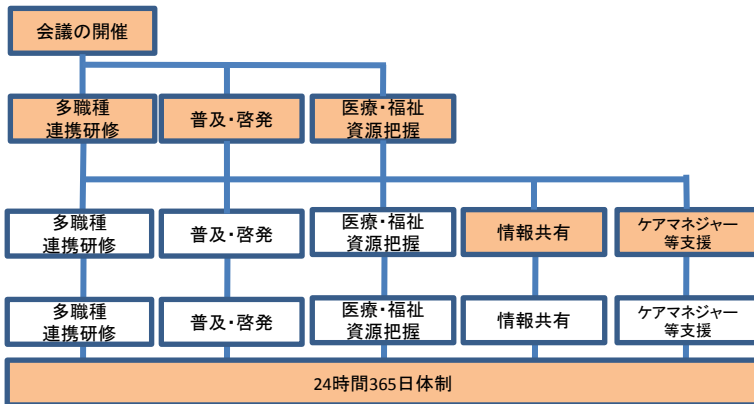 会議の開催
多職種
連携研修
普及・啓発
医療・福祉
資源把握
多職種
連携研修
普及・啓発
医療・福祉
資源把握
情報共有
ケアマネジャー
等支援
多職種
連携研修
普及・啓発
医療・福祉
資源把握
情報共有
ケアマネジャー
等支援
24時間365日体制